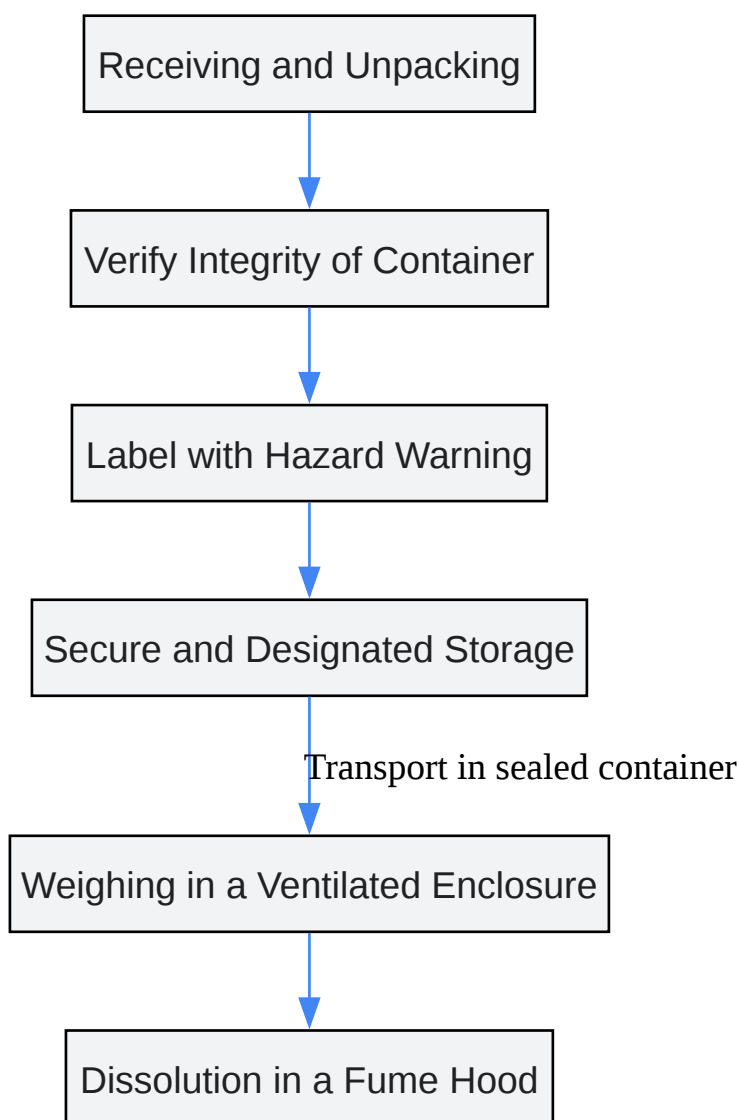 Receiving and Unpacking
Verify Integrity of Container
Label with Hazard Warning
Secure and Designated Storage
Transport in sealed container
Weighing in a Ventilated Enclosure
Dissolution in a Fume Hood